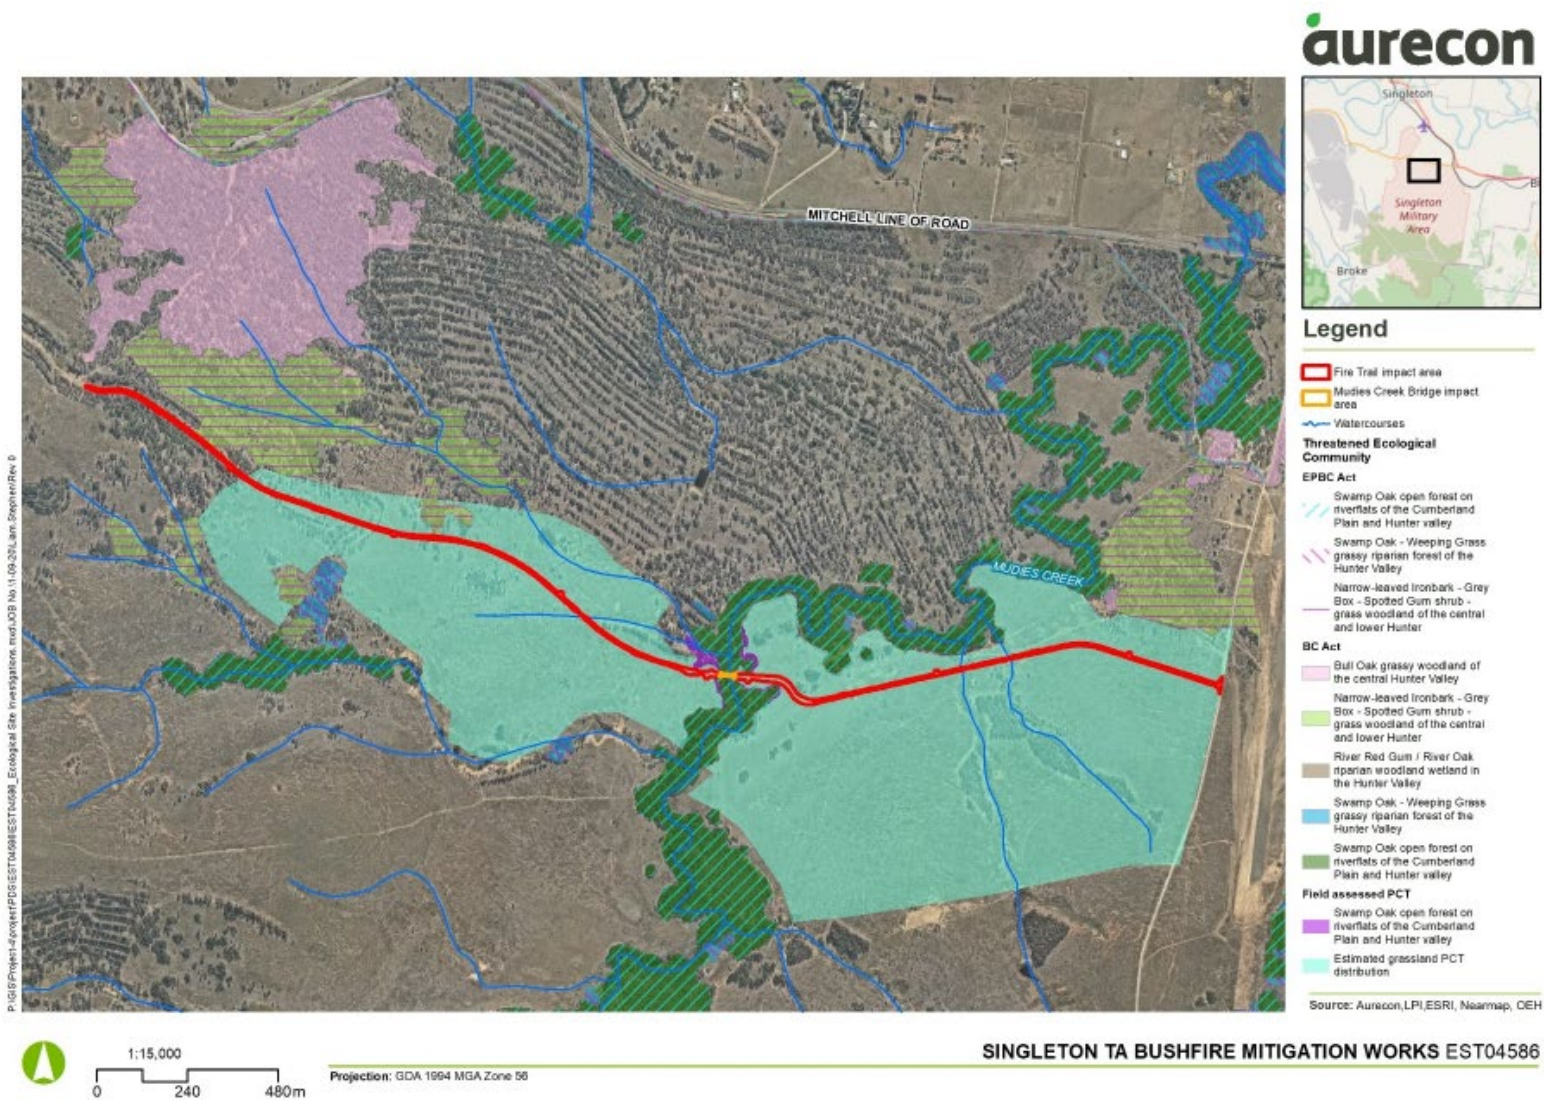 aurecon
Singleton
Singleton
Military
Area
Broke
Bi
MITCHELL LINE OF ROAD
MUDIES CREEK
Legend
Fire Trail impact area
Mudies Creek Bridge impact
area
Watercourses
Threatened Ecological
Community
EPBC Act
Swamp Oak open forest on
riverflats of the Cumberland
Plain and Hunter valley
Swamp Oak - Weeping Grass
grassy riparian forest of the
Hunter Valley
Narrow-leaved Ironbark - Grey
Box - Spotted Gum shrub -
grass woodland of the central
and lower Hunter
BC Act
Bull Oak grassy woodland of
the central Hunter Valley
Narrow-leaved Ironbark - Grey
Box - Spotted Gum shrub -
grass woodland of the central
and lower Hunter
River Red Gum / River Oak
riparian woodland wetland in
the Hunter Valley
Swamp Oak - Weeping Grass
grassy riparian forest of the
Hunter Valley
Swamp Oak open forest on
riverflats of the Cumberland
Plain and Hunter valley
Field assessed PCT
Swamp Oak open forest on
riverflats of the Cumberland
Plain and Hunter valley
Estimated grassland PCT
distribution
Source: Aurecon,LPI,ESRI, Nearmap, OEH
1:15,000
0 240 480m
Projection: GDA 1994 MGA Zone 56
SINGLETON TA BUSHFIRE MITIGATION WORKS EST04586